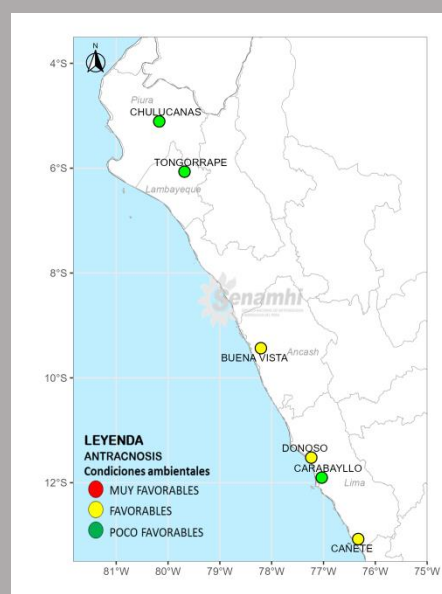 N
4°S
Piura
CHULUCANAS
TONGORRAPE
6°S
Lambayeque
8°S
Senamhi
BUENA VISTA
Ancash
10°S
DONOSO
CARABAYLLO
Lima
12°S
CAÑETE
LEYENDA
ANTRACNOSIS
Condiciones ambientales
MUY FAVORABLES
FAVORABLES
POCO FAVORABLES
81°W 80°W 79°W 78°W 77°W 76°W 75°W